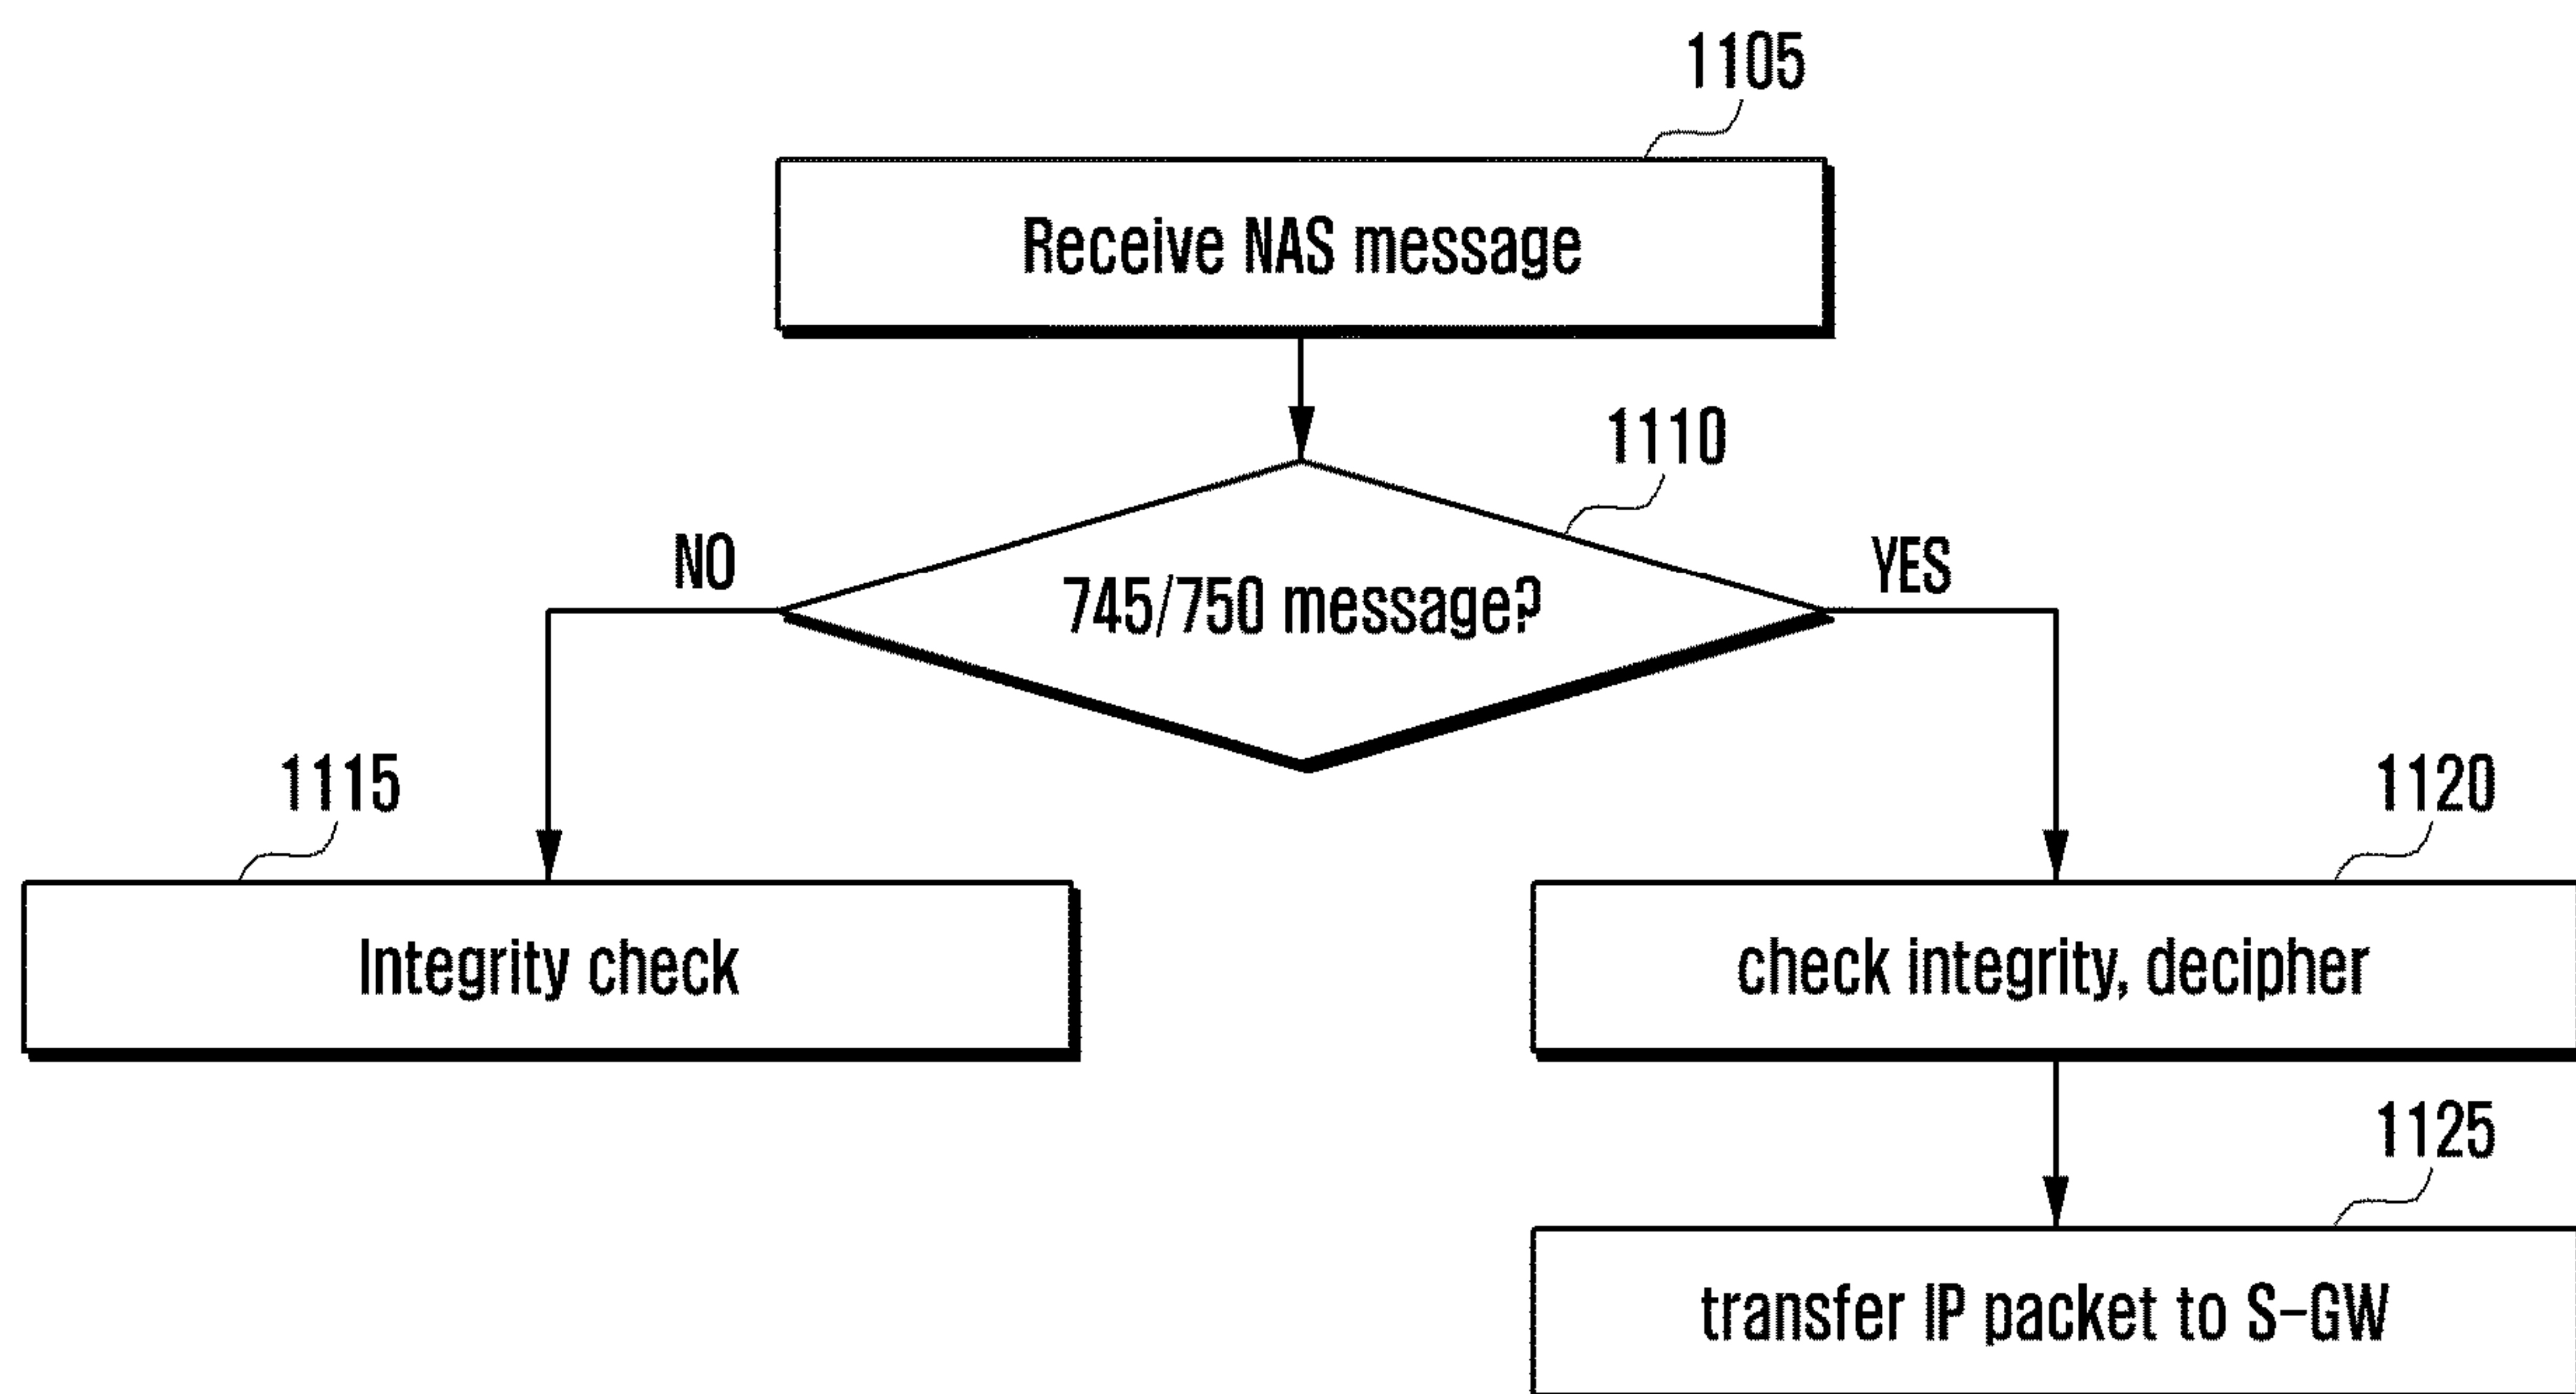 1105
Receive NAS message
1110
NO
745/750 message?
YES
1115
1120
Integrity check
check integrity, decipher
1125
transfer IP packet to S-GW